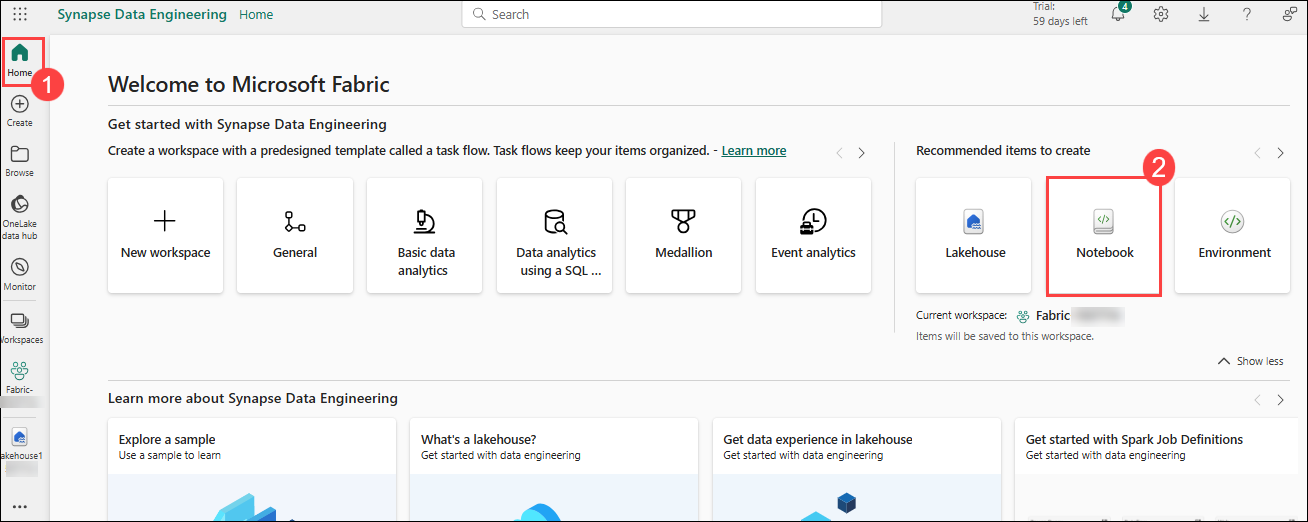 Synapse Data Engineering Home
Search
Trial:
59 days left
4
Home
1
Create
Browse
OneLake
data hub
Monitor
Workspaces
Fabric-
akehouse1
Welcome to Microsoft Fabric
Get started with Synapse Data Engineering
Create a workspace with a predesigned template called a task flow. Task flows keep your items organized. - Learn more
New workspace
General
Basic data
analytics
Data analytics
using a SQL ...
Medallion
Event analytics
Recommended items to create
2
Lakehouse
Notebook
Environment
Current workspace: Fabric
Items will be saved to this workspace.
Show less
Learn more about Synapse Data Engineering
Explore a sample
Use a sample to learn
What's a lakehouse?
Get started with data engineering
Get data experience in lakehouse
Get started with data engineering
Get started with Spark Job Definitions
Get started with data engineering